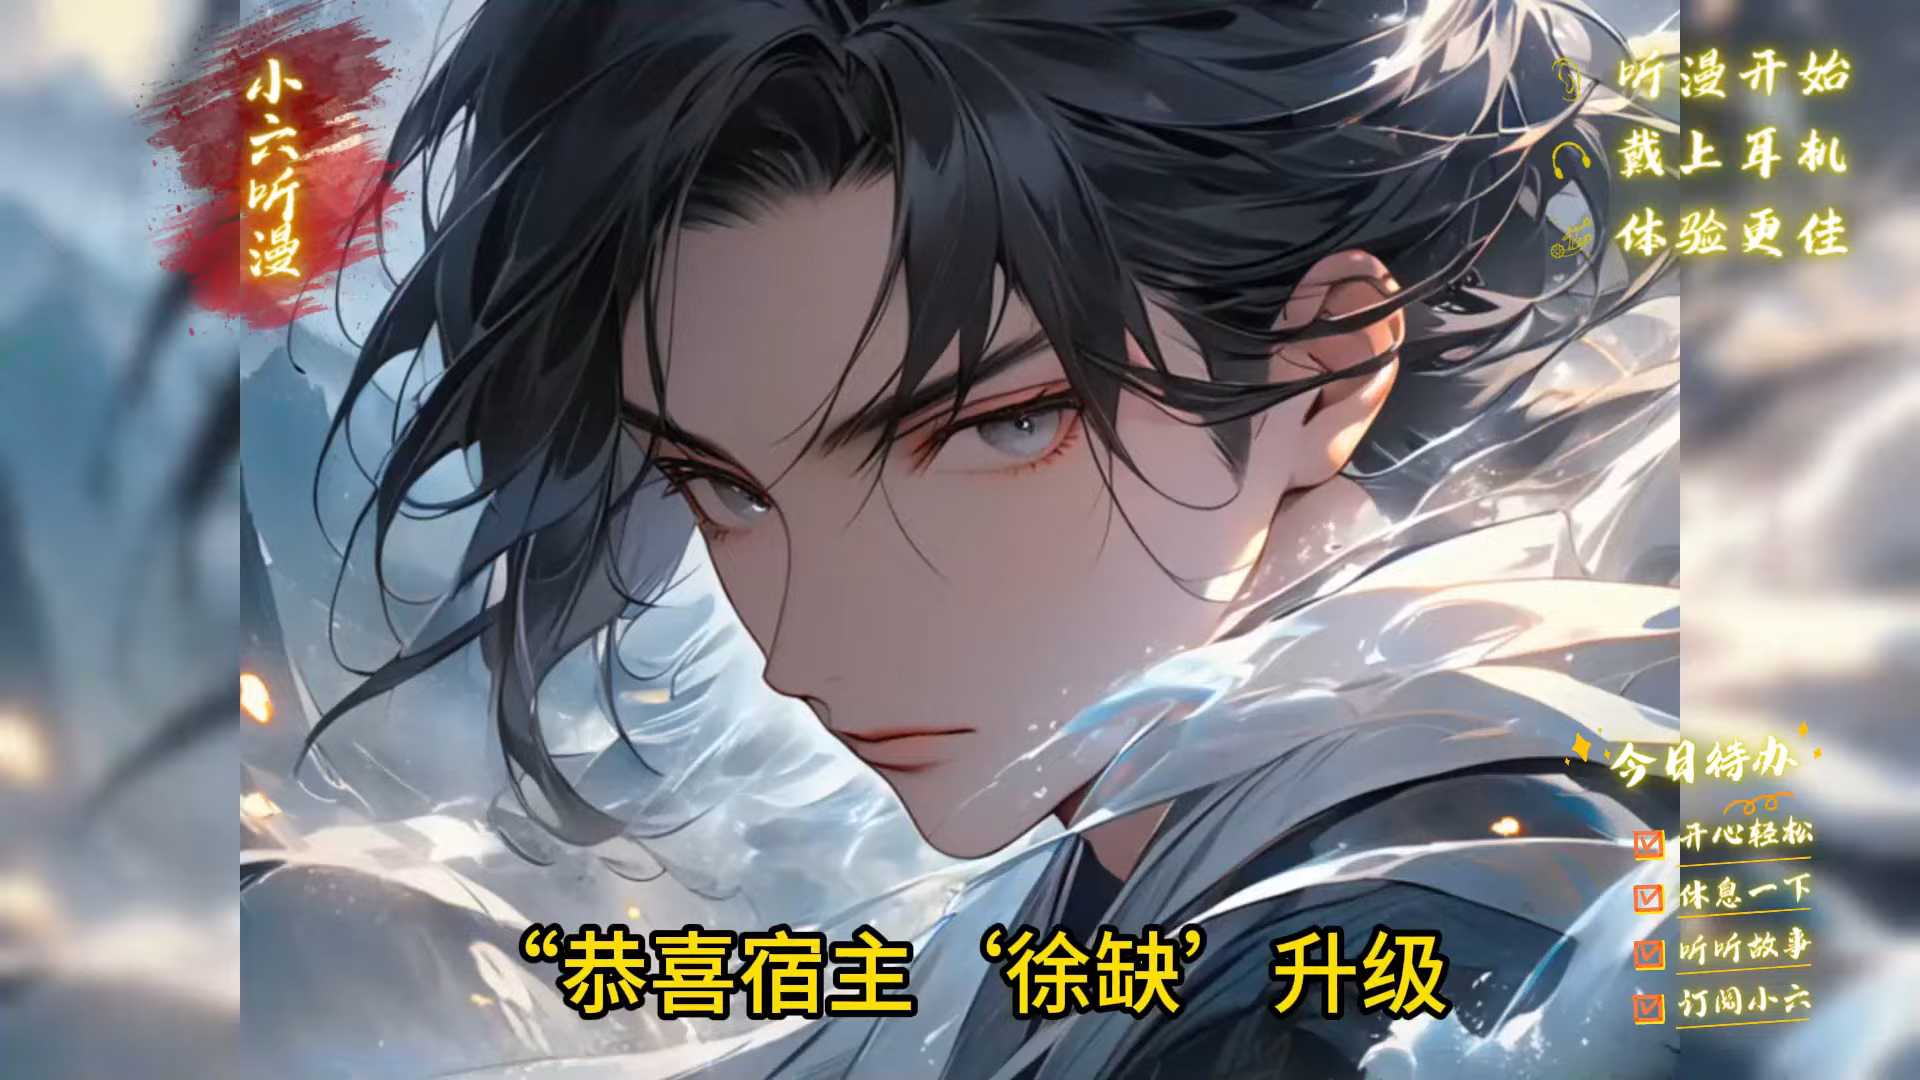 小六听漫
听漫开始
戴上耳机
体验更佳
今日待办
开心轻松
休息一下
听听故事
订阅小六
“恭喜宿主‘徐缺’升级